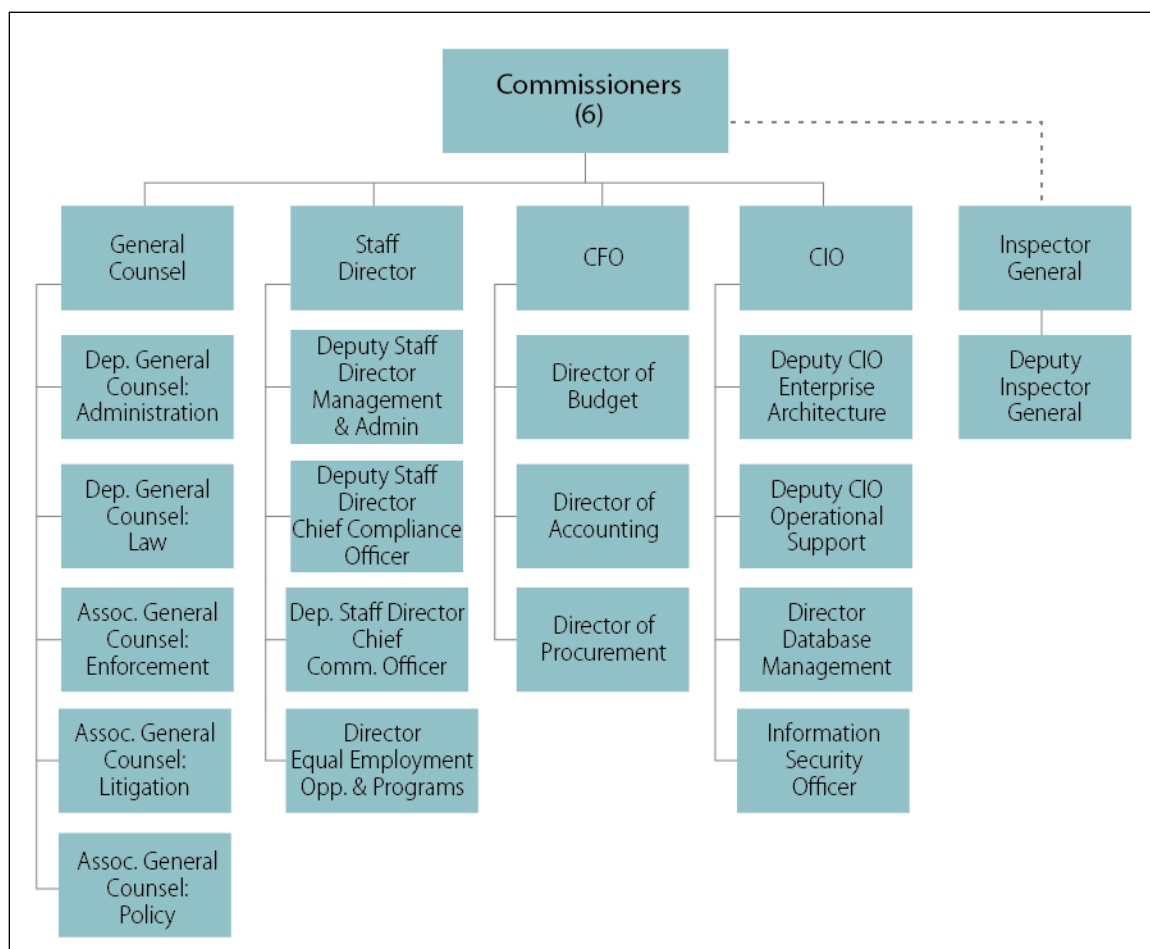 Commissioners
(6)
General
Counsel
Staff
Director
CFO
CIO
Inspector
General
Dep. General
Counsel:
Administration
Deputy Staff
Director
Management
& Admin
Director of
Budget
Deputy CIO
Enterprise
Architecture
Deputy
Inspector
General
Dep. General
Counsel:
Law
Deputy Staff
Director
Chief Compliance
Officer
Director of
Accounting
Deputy CIO
Operational
Support
Assoc. General
Counsel:
Enforcement
Dep. Staff Director
Chief
Comm. Officer
Director of
Procurement
Director
Database
Management
Assoc. General
Counsel:
Litigation
Director
Equal Employment
Opp. & Programs
Information
Security
Officer
Assoc. General
Counsel:
Policy